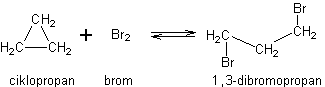 CH₂
H₂C
CH₂
+
Br₂
Br
CH₂
H₂C
CH₂
Br
ciklopropan
brom
1,3-dibromopropan